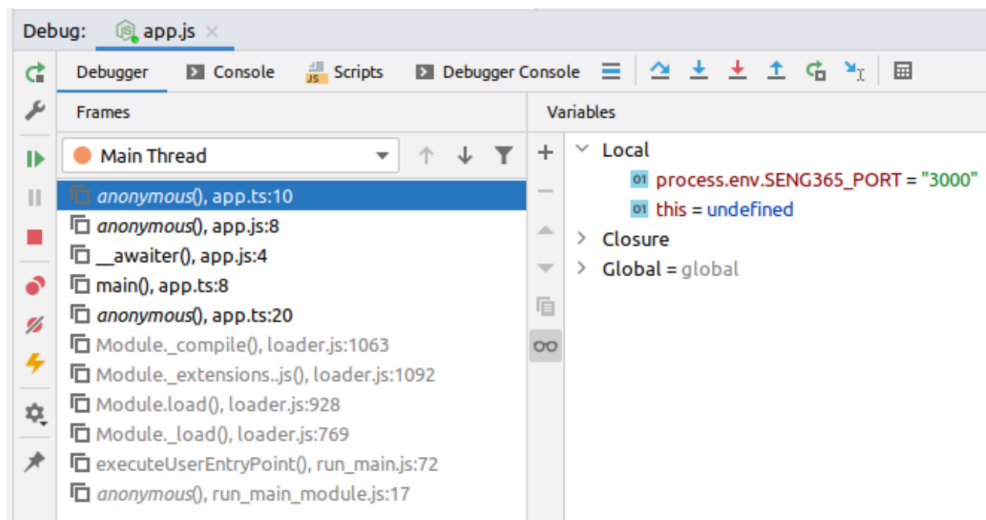 Debug: app.js
Debugger Console Scripts Debugger Console
Frames Variables
Main Thread
Local
process.env.SENG365_PORT = "3000"
this = undefined
Closure
Global = global
anonymous(), app.ts:10
anonymous(), app.js:8
__awaiter(), app.js:4
main(), app.ts:8
anonymous(), app.ts:20
Module._compile(), loader.js:1063
Module._extensions..js(), loader.js:1092
Module.load(), loader.js:928
Module._load(), loader.js:769
executeUserEntryPoint(), run_main.js:72
anonymous(), run_main_module.js:17